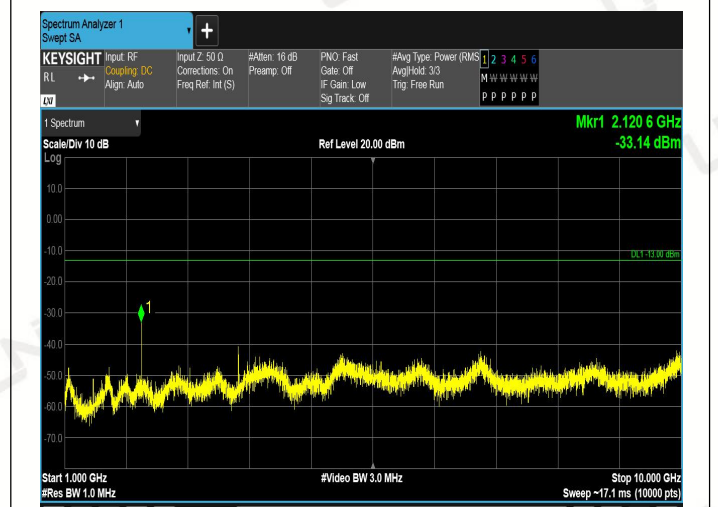 Spectrum Analyzer 1
Swept SA
+
KEYSIGHT
RL
LXI
Input: RF
Coupling: DC
Align: Auto
Input Z: 50 Ω
Corrections: On
Freq Ref: Int (S)
#Atten: 16 dB
Preamp: Off
PNO: Fast
Gate: Off
IF Gain: Low
Sig Track: Off
#Avg Type: Power (RMS
Avg|Hold: 3/3
Trig: Free Run
1 2 3 4 5 6
M W W W W W
P P P P P P
1 Spectrum
Mkr1 2.120 6 GHz
Scale/Div 10 dB
Ref Level 20.00 dBm
-33.14 dBm
Log
10.0
0.00
-10.0
DL1 -13.00 dBm
-20.0
-30.0
1
-40.0
-50.0
-60.0
-70.0
Start 1.000 GHz
#Video BW 3.0 MHz
Stop 10.000 GHz
#Res BW 1.0 MHz
Sweep ~17.1 ms (10000 pts)